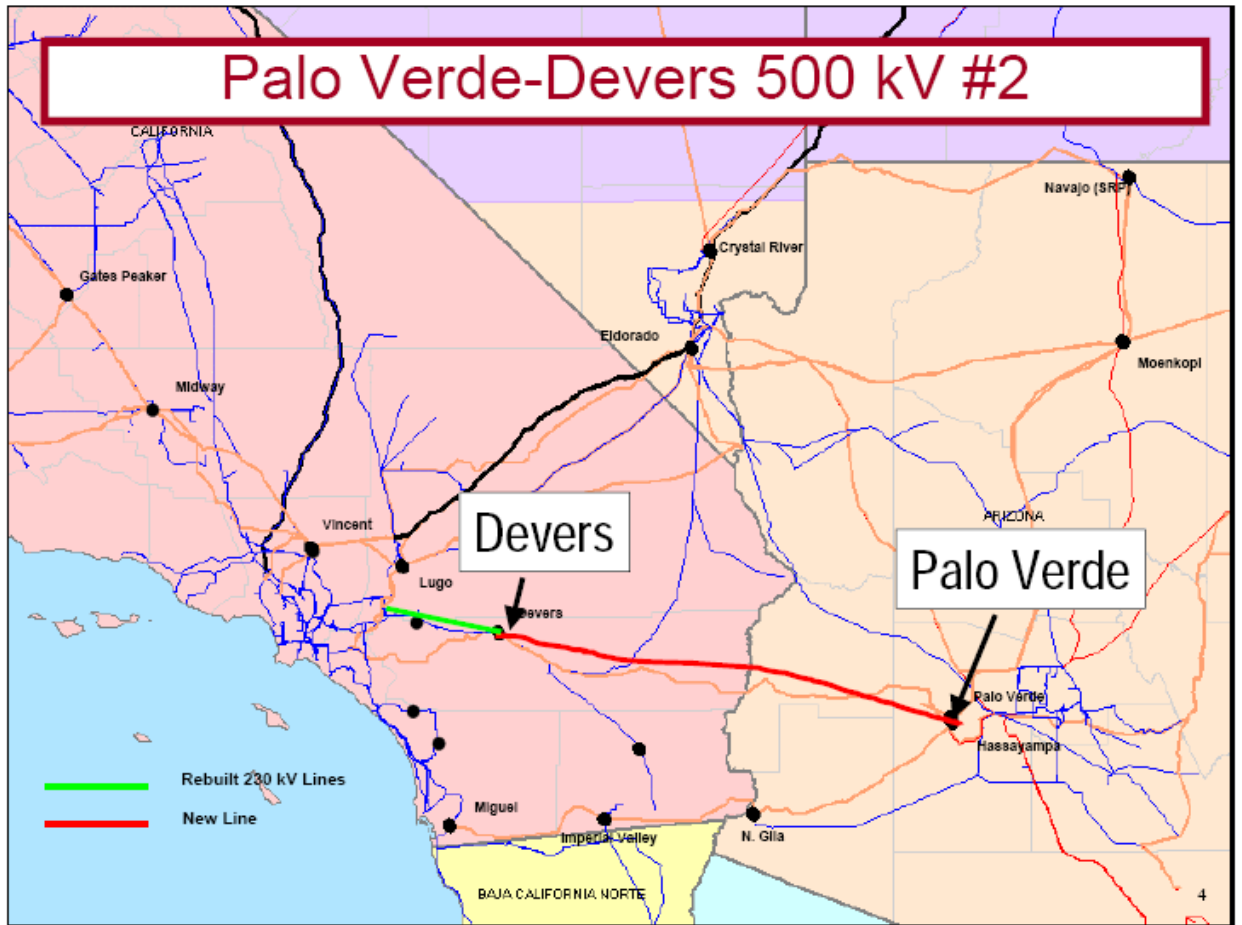 Palo Verde-Devers 500 kV #2
CALIFORNIA
Navajo (SRP)
Crystal River
Gates Peaker
Eldorado
Moenkopi
Midway
Vincent
Devers
ARIZONA
Palo Verde
Lugo
Devers
Palo Verde
Hassayampa
Rebuilt 230 kV Lines
New Line
Miguel
Imperial Valley
N. Gila
BAJA CALIFORNIA NORTE
4